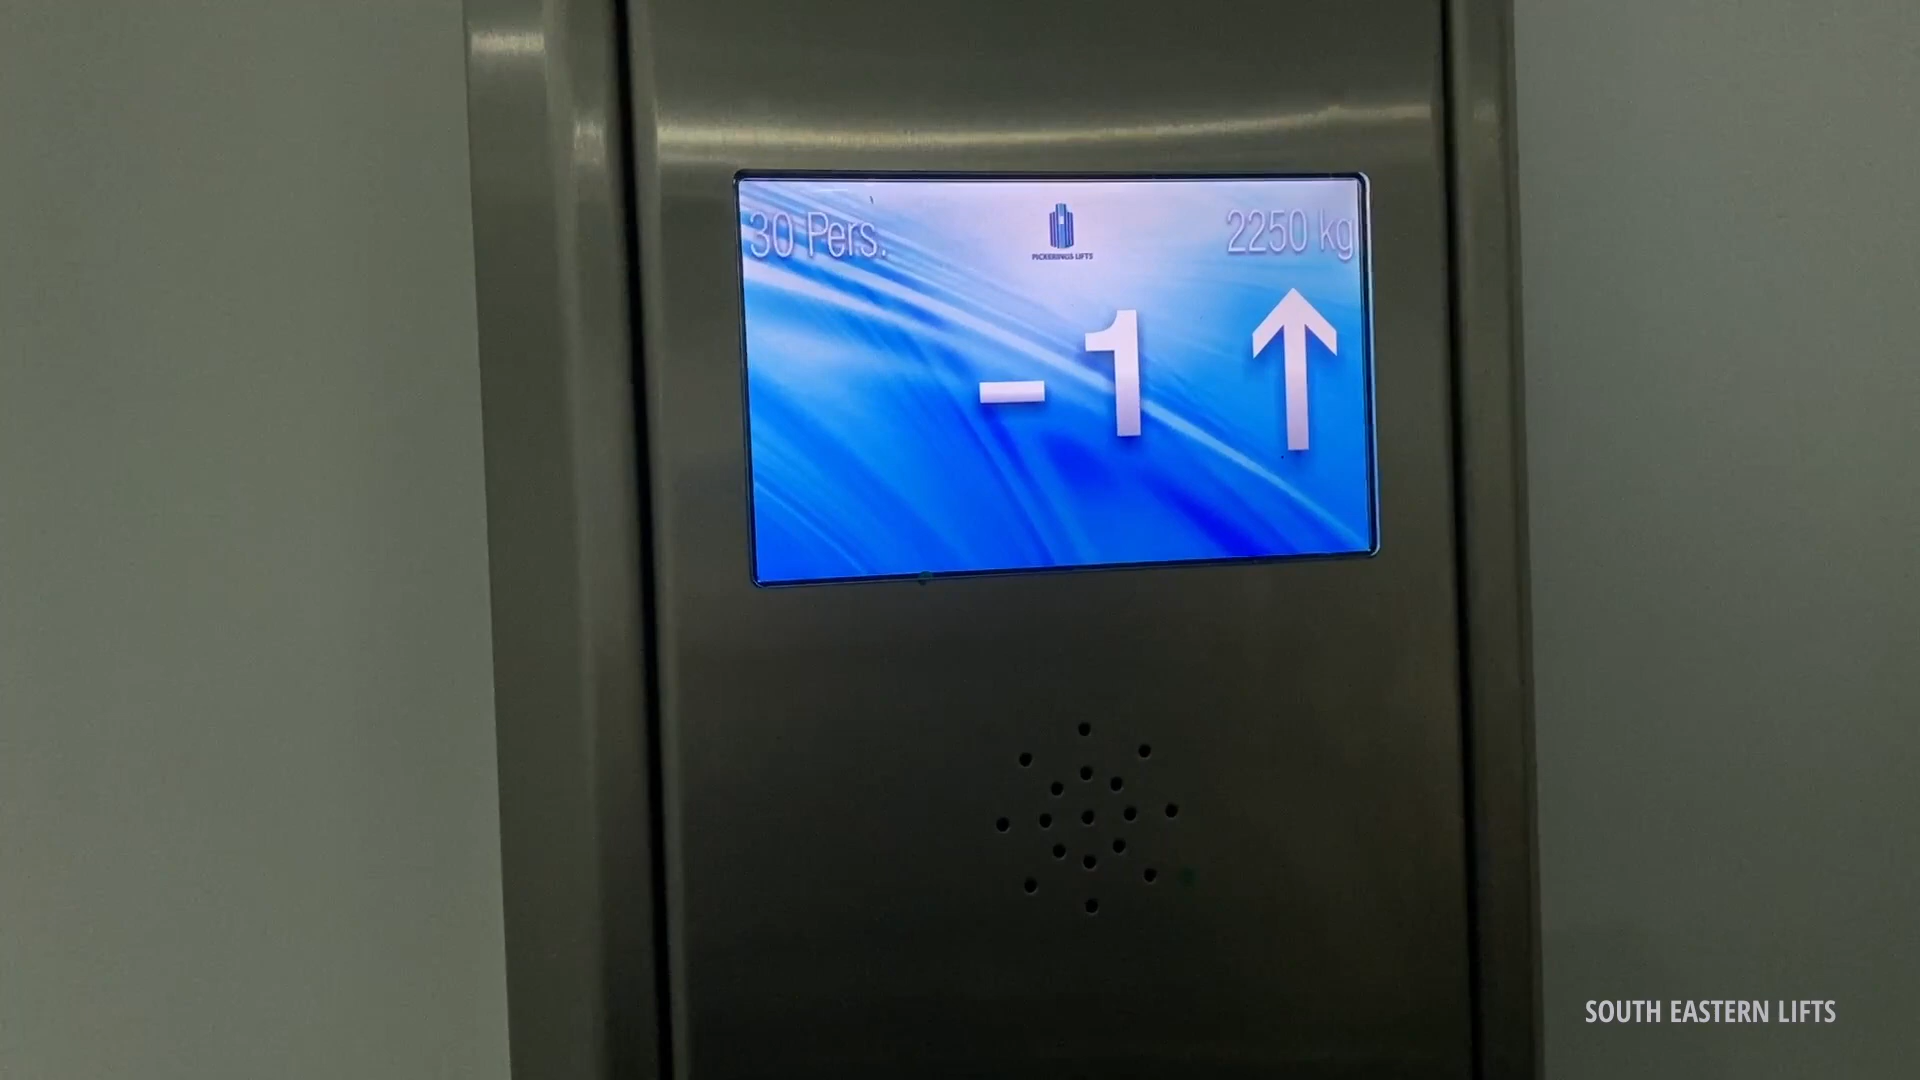 30 Pers.
PICKERINGS LIFTS
2250 kg
-1
SOUTH EASTERN LIFTS